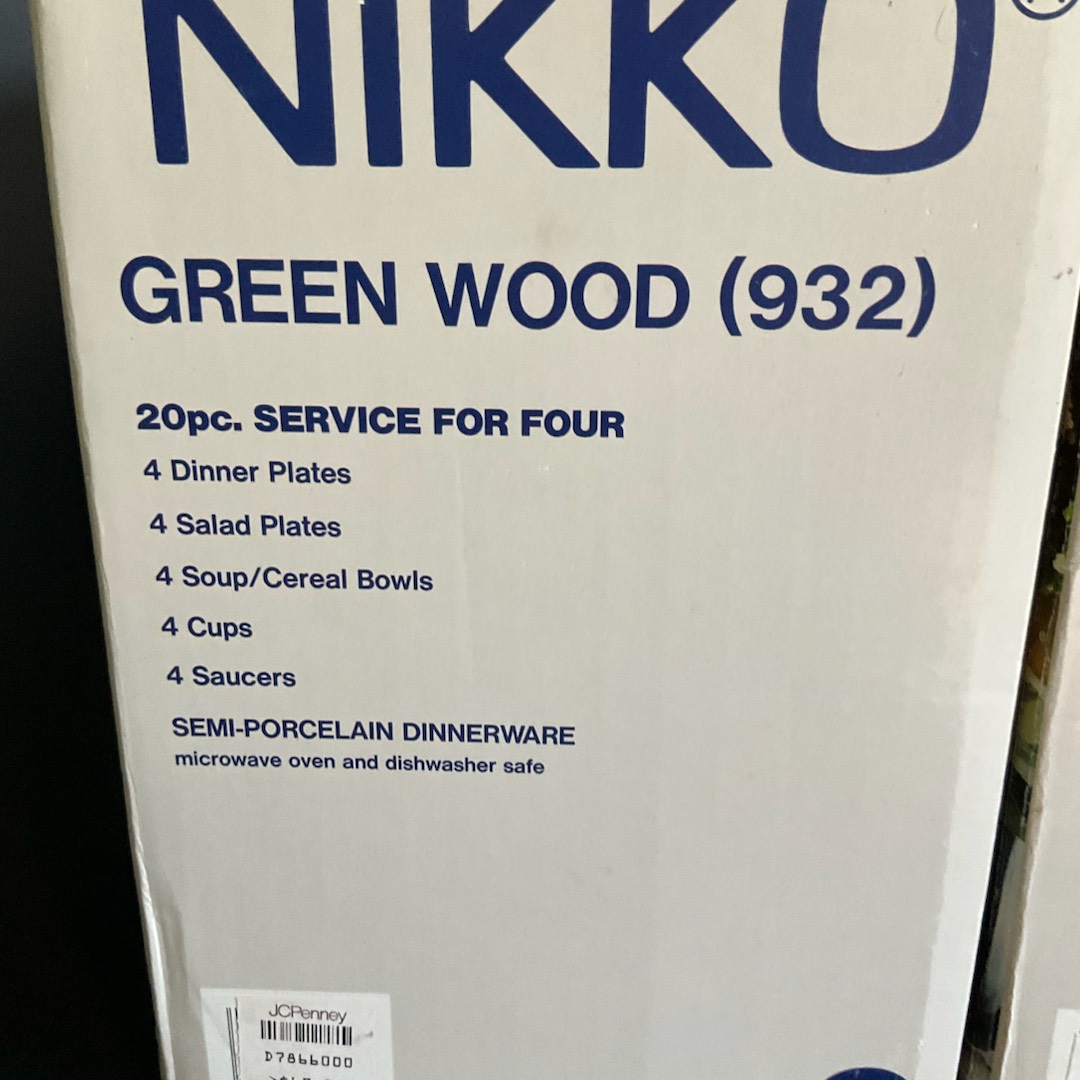 NIKKO®
GREEN WOOD (932)
20pc. SERVICE FOR FOUR
4 Dinner Plates
4 Salad Plates
4 Soup/Cereal Bowls
4 Cups
4 Saucers
SEMI-PORCELAIN DINNERWARE
microwave oven and dishwasher safe
JCPenney
D7866000